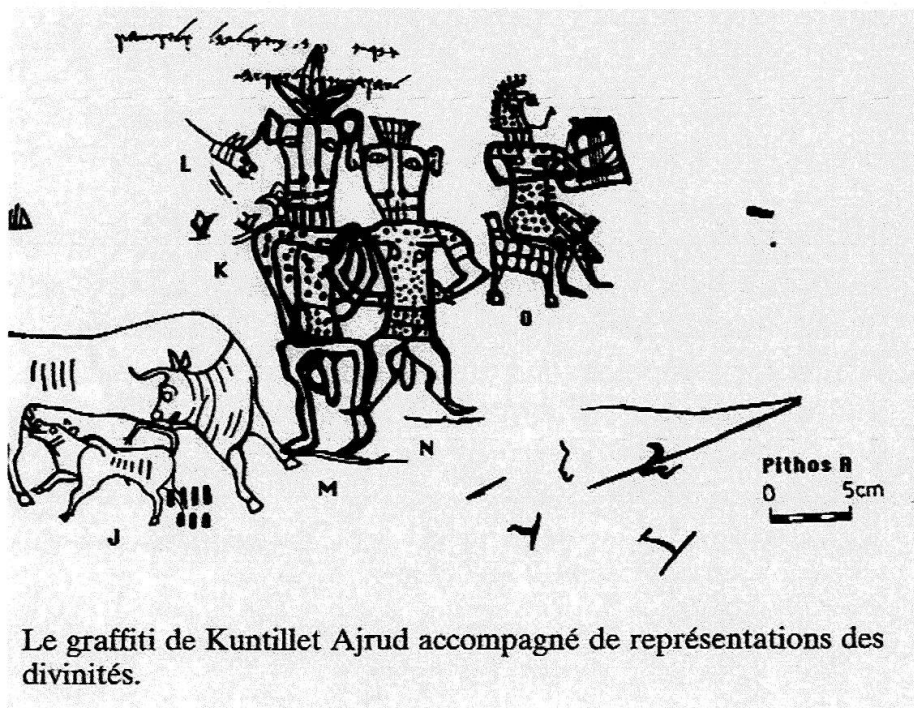 L
K
O
N
M
J
Pithos A
0 5cm
Le graffiti de Kuntillet Ajrud accompagné de représentations des
divinités.